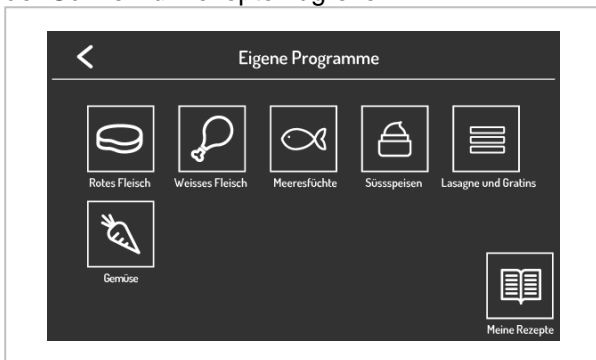 Eigene Programme
Rotes Fleisch Weisses Fleisch Meeresfüchte Süssspeisen Lasagne und Gratins
Gemüse
Meine Rezepte